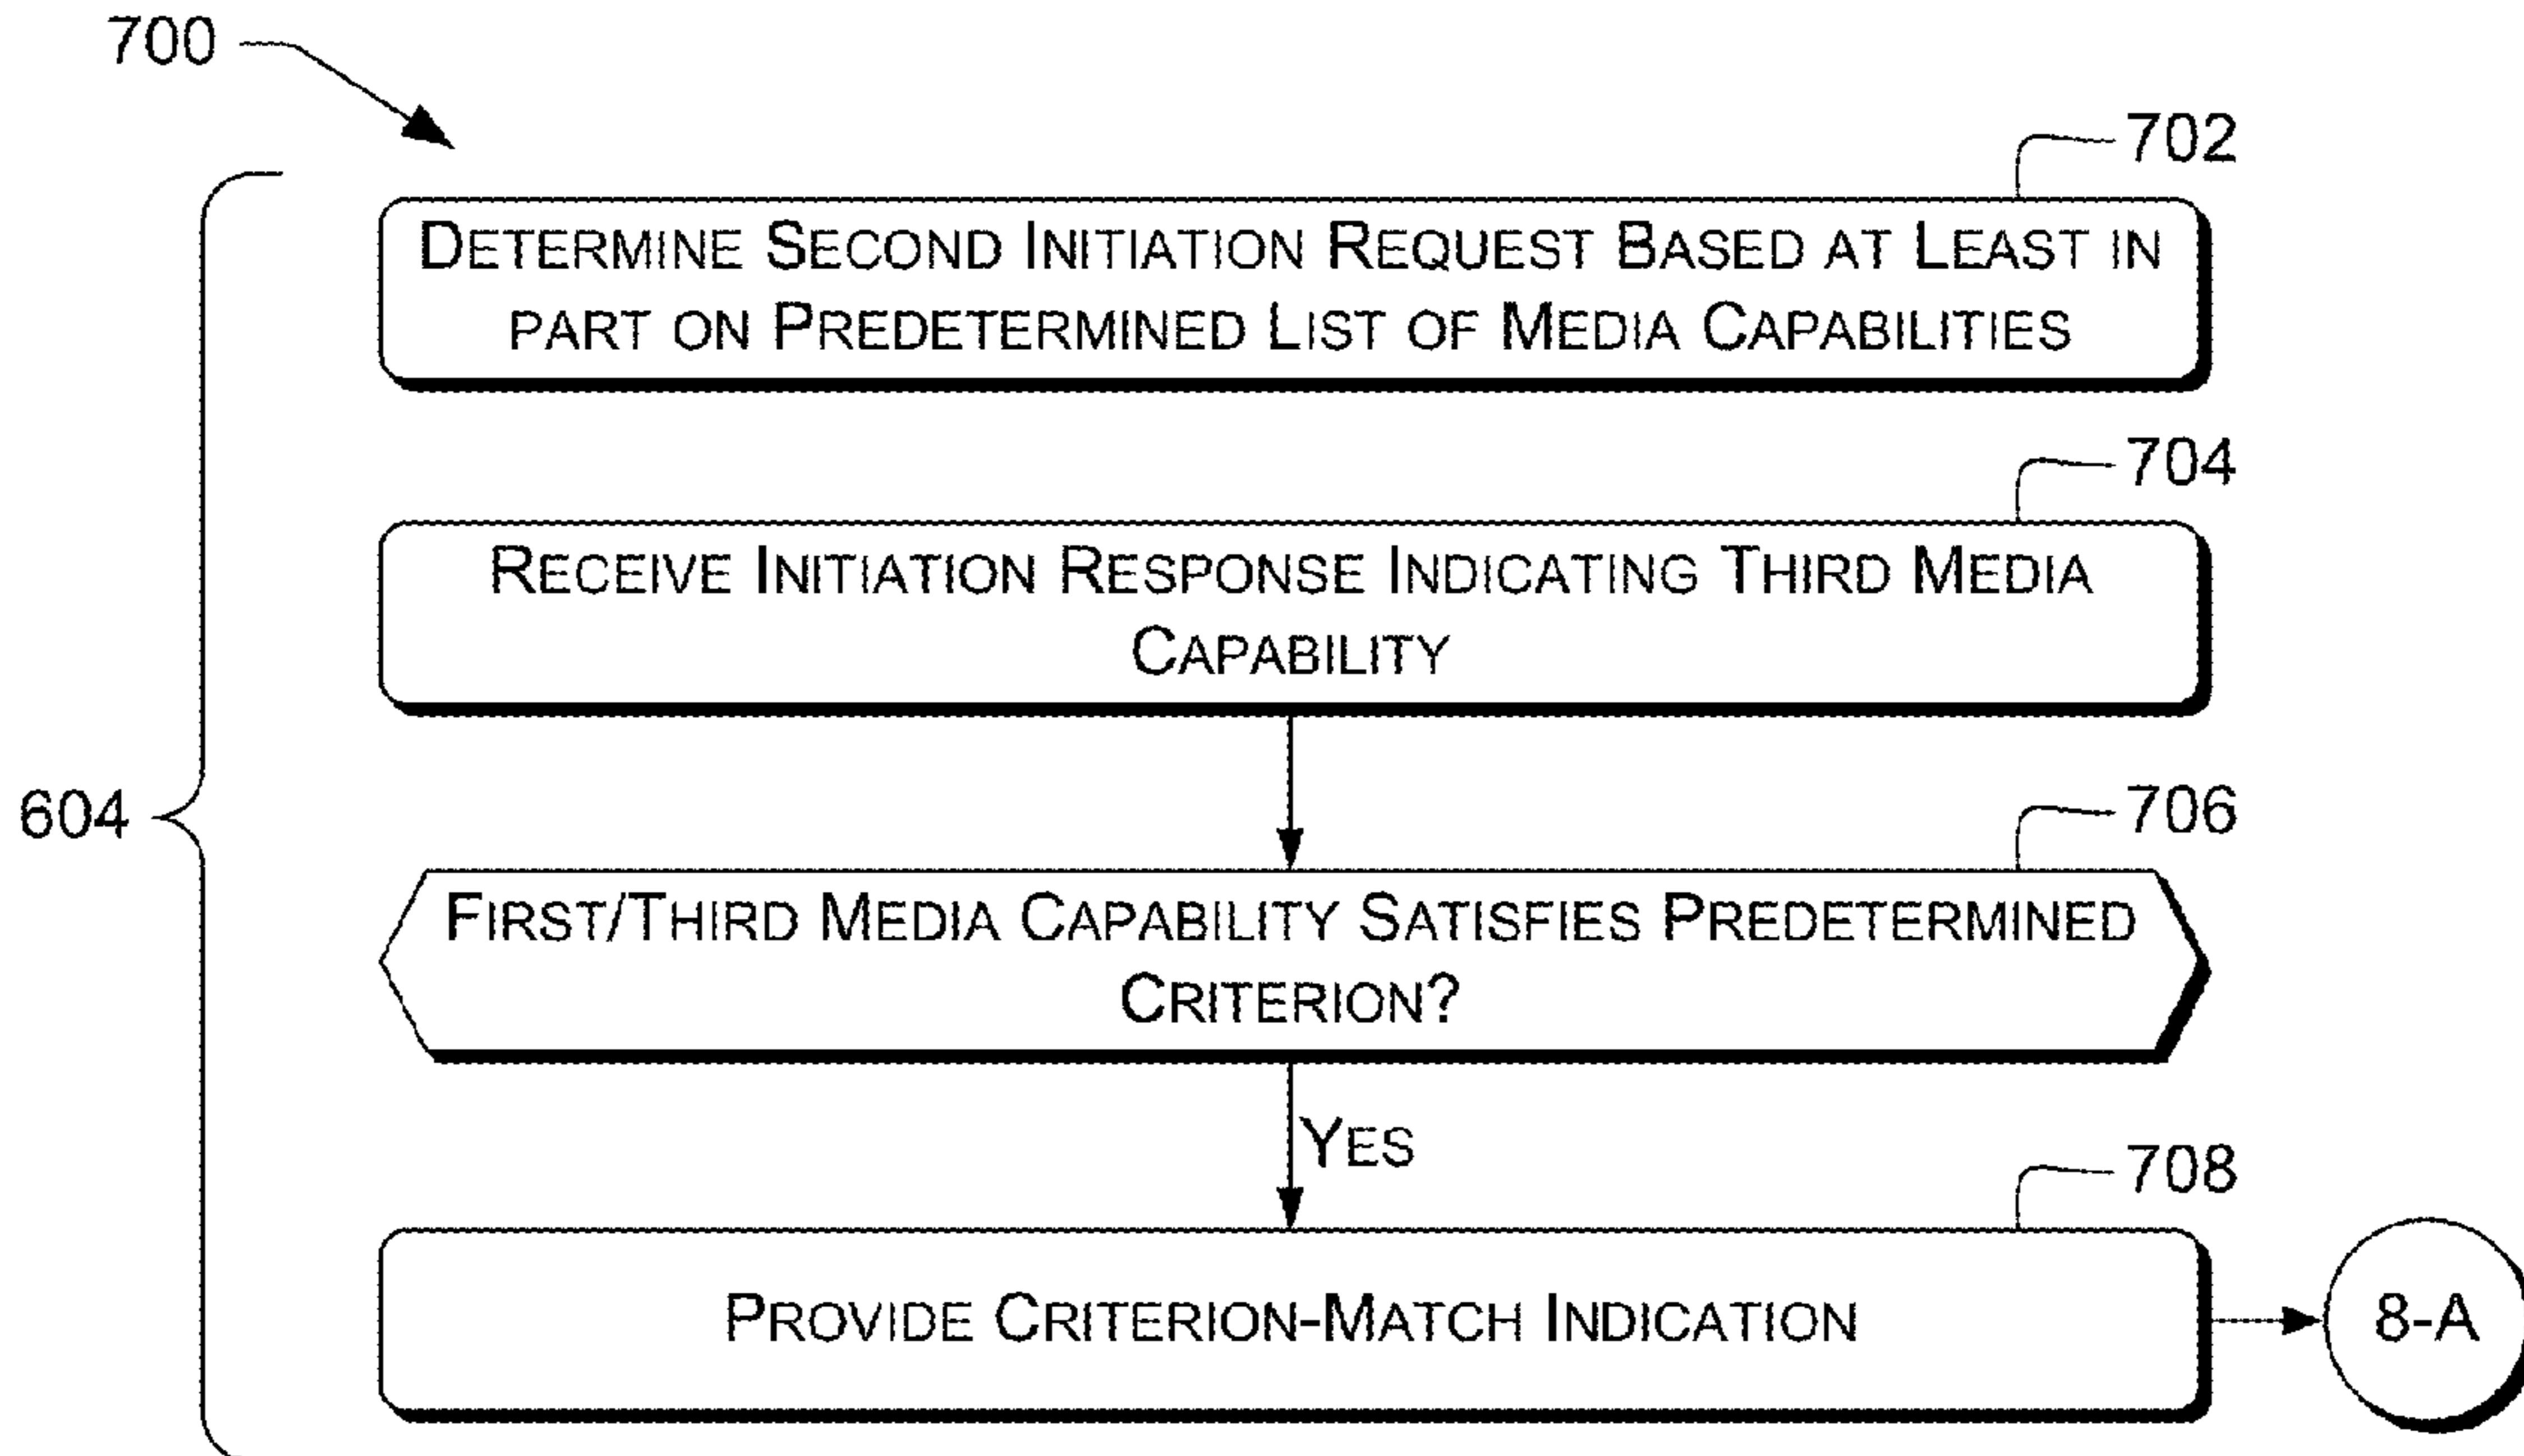 700
702
DETERMINE SECOND INITIATION REQUEST BASED AT LEAST IN
PART ON PREDETERMINED LIST OF MEDIA CAPABILITIES
704
RECEIVE INITIATION RESPONSE INDICATING THIRD MEDIA
CAPABILITY
604
706
FIRST/THIRD MEDIA CAPABILITY SATISFIES PREDETERMINED
CRITERION?
YES
708
PROVIDE CRITERION-MATCH INDICATION
8-A